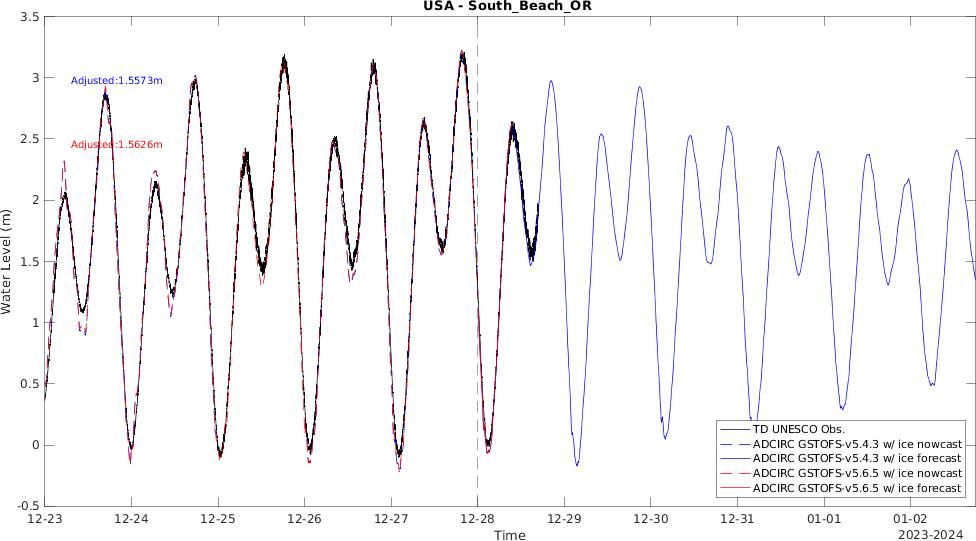 USA - South_Beach_OR
3.5
3
2.5
2
1.5
1
0.5
0
-0.5
Water Level (m)
Adjusted:1.5573m
Adjusted:1.5626m
TD UNESCO Obs.
ADCIRC GSTOFS-v5.4.3 w/ ice nowcast
ADCIRC GSTOFS-v5.4.3 w/ ice forecast
ADCIRC GSTOFS-v5.6.5 w/ ice nowcast
ADCIRC GSTOFS-v5.6.5 w/ ice forecast
12-23 12-24 12-25 12-26 12-27 12-28 12-29 12-30 12-31 01-01 01-02
Time
2023-2024